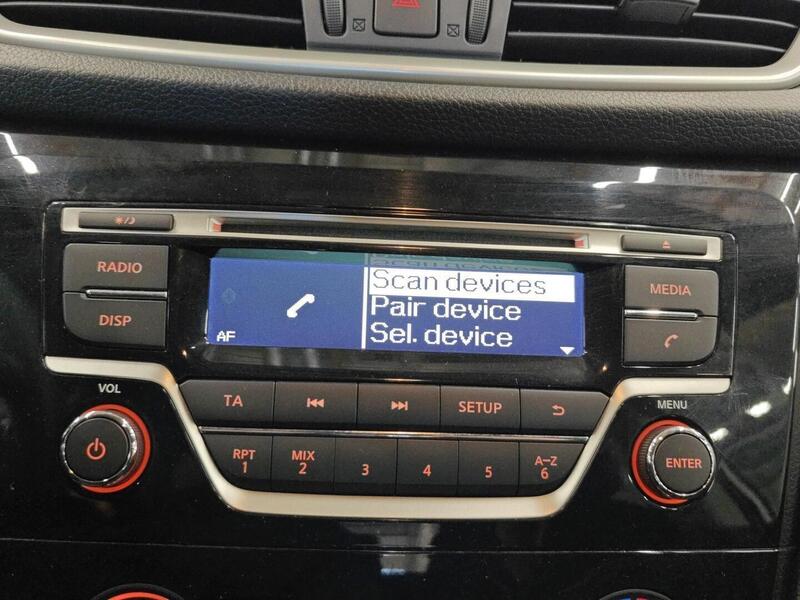 RADIO
DISP
Scan devices
Pair device
Sel. device
AF
MEDIA
VOL
TA
SETUP
MENU
RPT
1
MIX
2
3
4
5
A-Z
6
ENTER